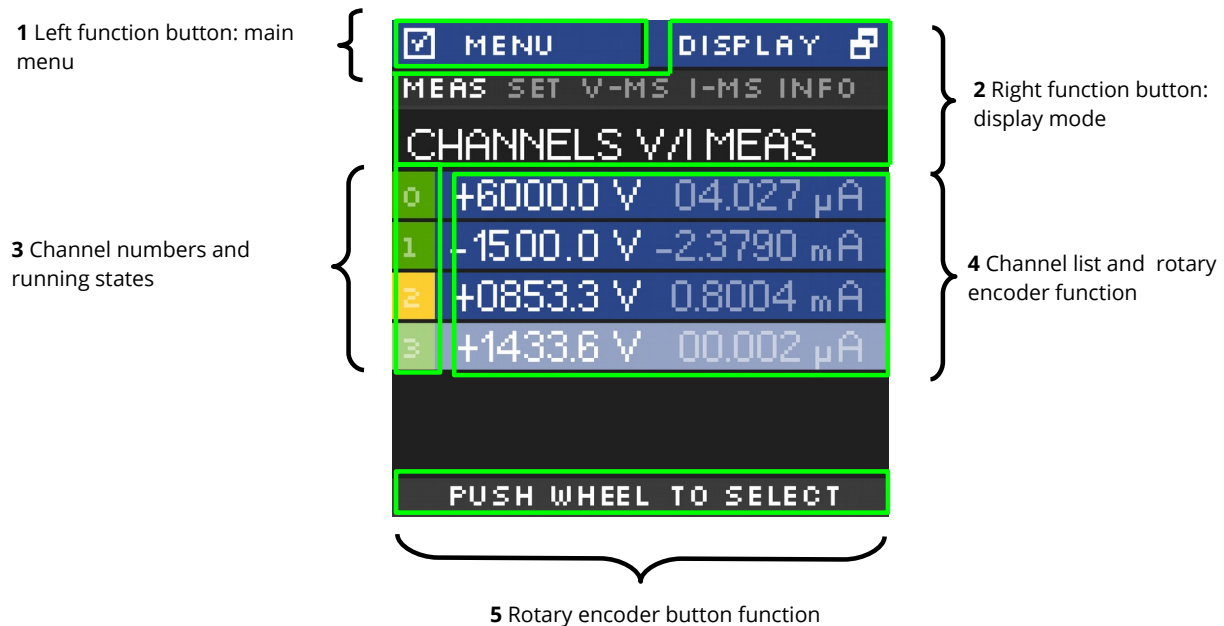 1 Left function button: main
menu
MENU
DISPLAY
MEAS SET V-MS I-MS INFO
CHANNELS V/I MEAS
2 Right function button:
display mode
0 +6000.0 V 04.027 µA
1 -1500.0 V -2.3790 mA
2 +0853.3 V 0.8004 mA
3 +1433.6 V 00.002 µA
3 Channel numbers and
running states
4 Channel list and rotary
encoder function
PUSH WHEEL TO SELECT
5 Rotary encoder button function